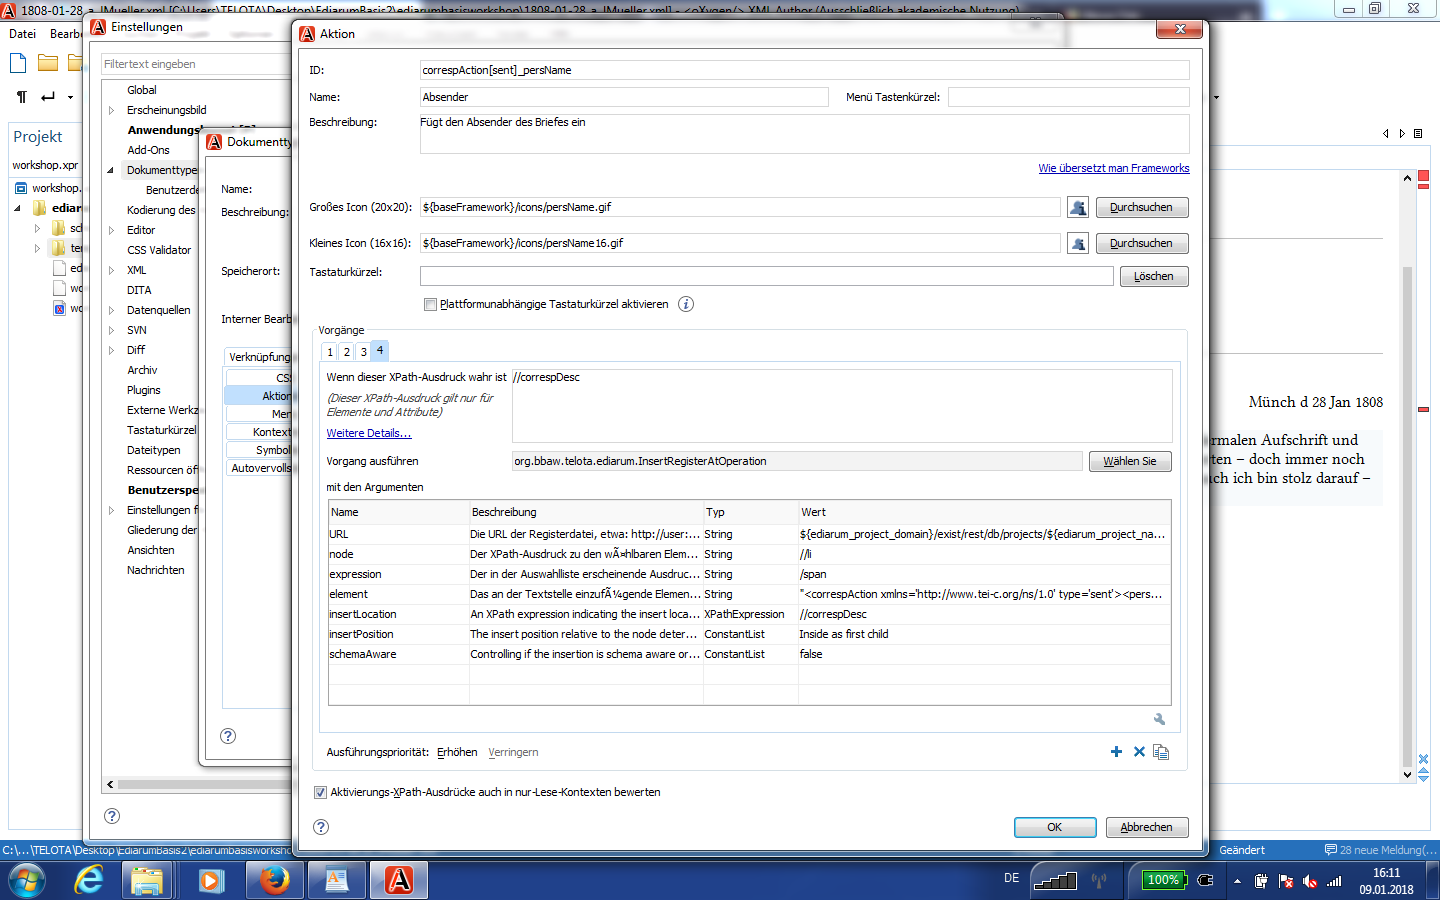 1808-01-28_a_JMueller.xml [C:\Users\TELOTA\Desktop\EdiarumBasis2\ediarumbasisworkshop\1808-01-28_a_JMueller.xml] - <oXygen/> XML Author (Ausschließlich akademische Nutzung)
Datei
Einstellungen
Filtertext eingeben
Global
Erscheinungsbild
Add-Ons
Dokumenttype
Benutzerde
Kodierung des
Editor
CSS Validator
XML
DITA
Datenquellen
SVN
Diff
Archiv
Plugins
Externe Werkz
Tastaturkürzel
Dateitypen
Ressourcen öf
Benutzerspe
Einstellungen f
Gliederung der
Ansichten
Nachrichten
Projekt
workshop.xpr
workshop.
ediaru
sc
te
ed
wo
wo
Dokumentty
Name:
Beschreibung:
Speicherort:
Interner Bearb
Verknüpfung
CSS
Aktion
Men
Kontext
Symbol
Autovervolls
Aktion
ID:
correspAction[sent]_persName
Name:
Absender
Menü Tastenkürzel:
Beschreibung:
Fügt den Absender des Briefes ein
Wie übersetzt man Frameworks
Großes Icon (20x20):
${baseFramework}/icons/persName.gif
Durchsuchen
Kleines Icon (16x16):
${baseFramework}/icons/persName16.gif
Durchsuchen
Tastaturkürzel:
Löschen
Plattformunabhängige Tastaturkürzel aktivieren
Vorgänge
1 2 3 4
Wenn dieser XPath-Ausdruck wahr ist
//correspDesc
(Dieser XPath-Ausdruck gilt nur für
Elemente und Attribute)
Weitere Details...
Vorgang ausführen
org.bbaw.telota.ediarum.InsertRegisterAtOperation
Wählen Sie
mit den Argumenten
Name Beschreibung Typ Wert
URL Die URL der Registerdatei, etwa: http://user:... String ${ediarum_project_domain}/exist/rest/db/projects/${ediarum_project_na...
node Der XPath-Ausdruck zu den wÃ¤hlbaren Elem... String //li
expression Der in der Auswahlliste erscheinende Ausdruc... String /span
element Das an der Textstelle einzufÃ¼gende Elemen... String "<correspAction xmlns='http://www.tei-c.org/ns/1.0' type='sent'><pers...
insertLocation An XPath expression indicating the insert loca... XPathExpression //correspDesc
insertPosition The insert position relative to the node deter... ConstantList Inside as first child
schemaAware Controlling if the insertion is schema aware or... ConstantList false
Ausführungspriorität: Erhöhen Verringern
Aktivierungs-XPath-Ausdrücke auch in nur-Lese-Kontexten bewerten
OK
Abbrechen
Münch d 28 Jan 1808
rmalen Aufschrift und
ten – doch immer noch
uch ich bin stolz darauf –
C:\...\TELOTA\Desktop\EdiarumBasis2\ediarumbasisworksho
Geändert
28 neue Meldung(...
DE
100%
16:11
09.01.2018